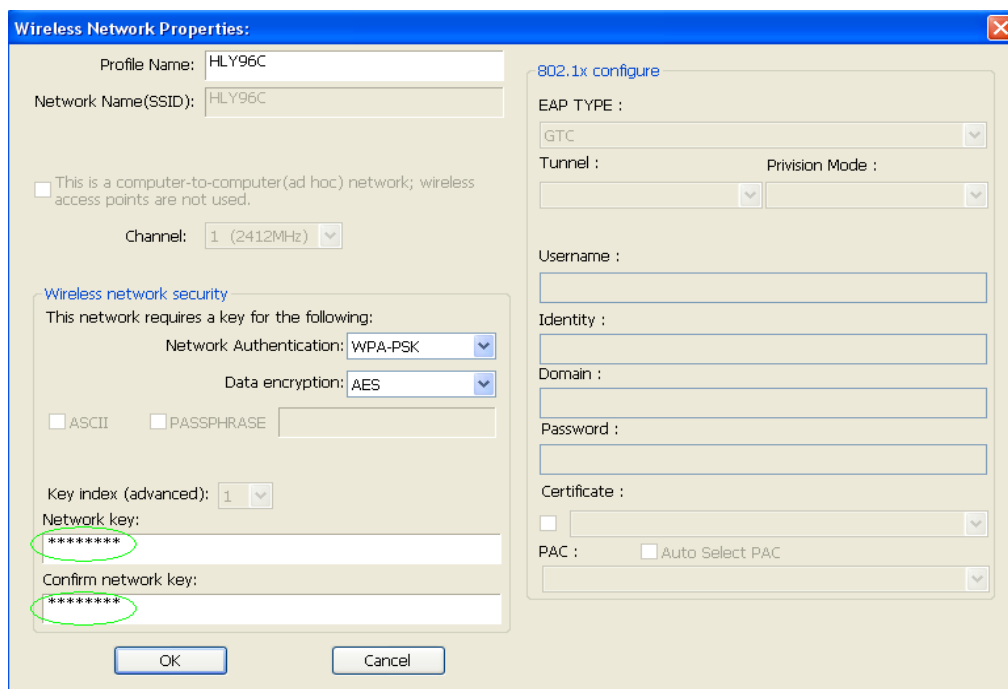 Wireless Network Properties:
Profile Name: HLY96C
Network Name(SSID): HLY96C
This is a computer-to-computer(ad hoc) network; wireless
access points are not used.
Channel: 1 (2412MHz)
Wireless network security
This network requires a key for the following:
Network Authentication: WPA-PSK
Data encryption: AES
ASCII PASSPHRASE
Key index (advanced): 1
Network key:
********
Confirm network key:
********
OK Cancel
802.1x configure
EAP TYPE :
GTC
Tunnel : Privision Mode :
Username :
Identity :
Domain :
Password :
Certificate :
PAC : Auto Select PAC